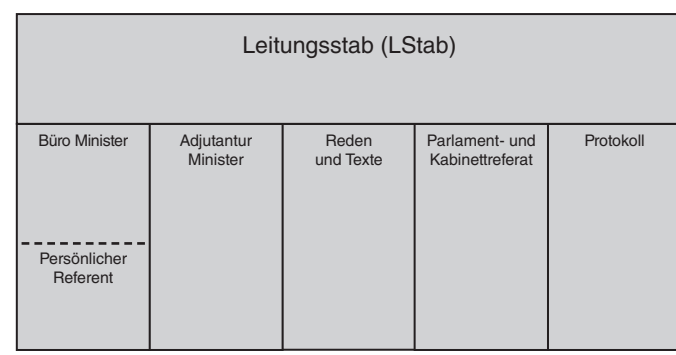 Leitungsstab (LStab)
Büro Minister
Persönlicher
Referent
Adjutantur
Minister
Reden
und Texte
Parlament- und
Kabinettreferat
Protokoll